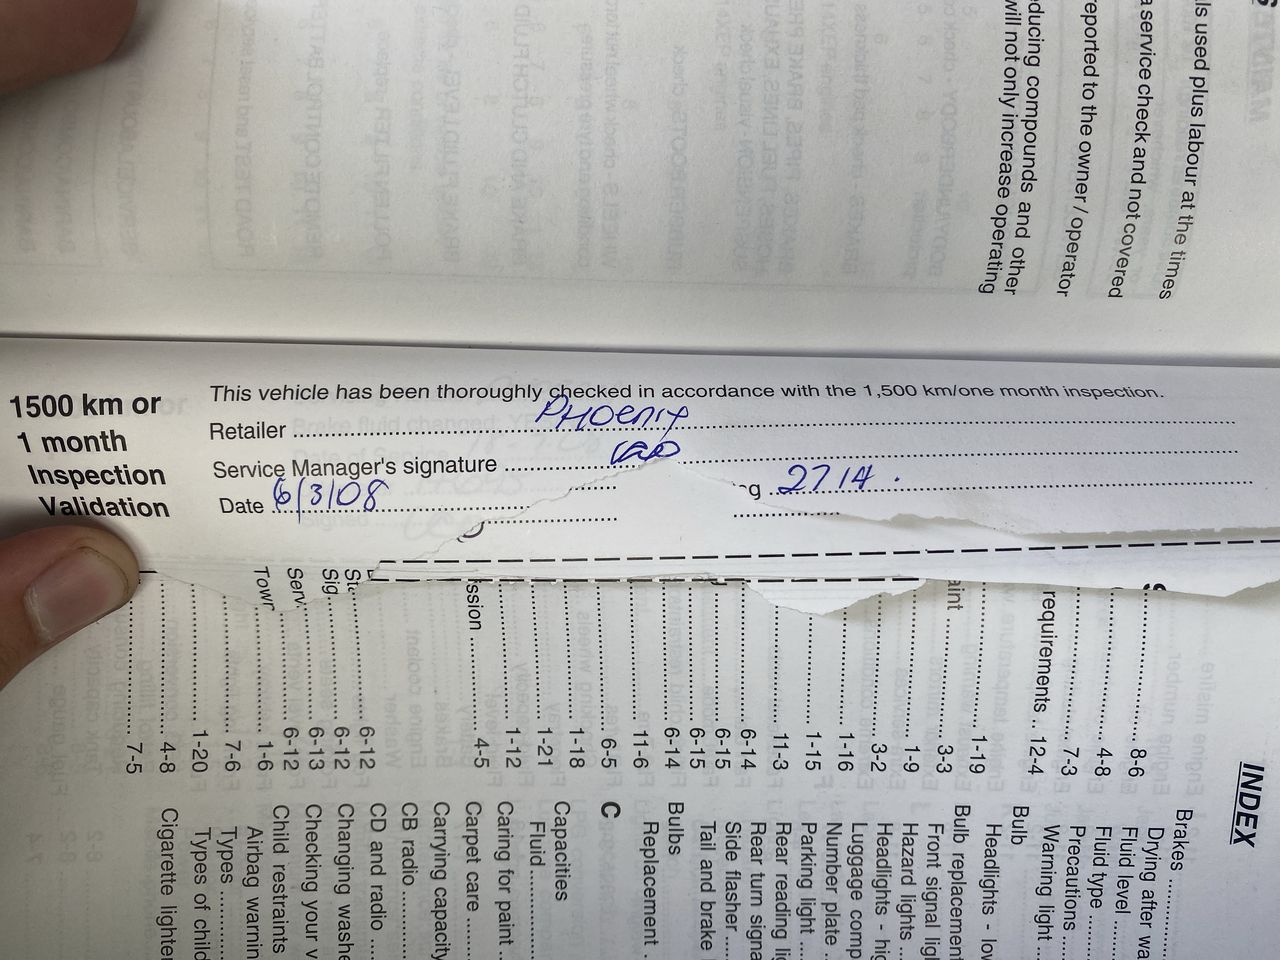 1500 km or
1 month
Inspection
Validation
This vehicle has been thoroughly checked in accordance with the 1,500 km/one month inspection.
Retailer PHOENIX
Service Manager's signature
Date 6/3/08
g 2714.
ls used plus labour at the times
a service check and not covered
reported to the owner / operator
educing compounds and other
will not only increase operating
INDEX
8-6
4-8
7-3
requirements .. 12-4
1-19
aint ........ 3-3
1-9
3-2
1-16
1-15
11-3
6-14
6-15
6-15
6-14
11-6
6-5
1-18
1-21
1-12
ssion ........ 4-5
6-12
Sig ........ 6-12
6-13
Serv ........ 6-12
Town ........ 1-6
7-6
1-20
4-8
7-5
Brakes
Drying after wa
Fluid level
Fluid type
Precautions
Warning light
Bulb
Headlights - low
Bulb replacement
Front signal ligh
Hazard lights
Headlights - hig
Luggage comp
Number plate
Parking light
Rear reading lig
Rear turn signa
Side flasher
Tail and brake
Bulbs
Replacement
C
Capacities
Fluid
Caring for paint
Carpet care
Carrying capacity
CB radio
CD and radio
Changing washe
Checking your v
Child restraints
Airbag warnin
Types
Types of child
Cigarette lighter